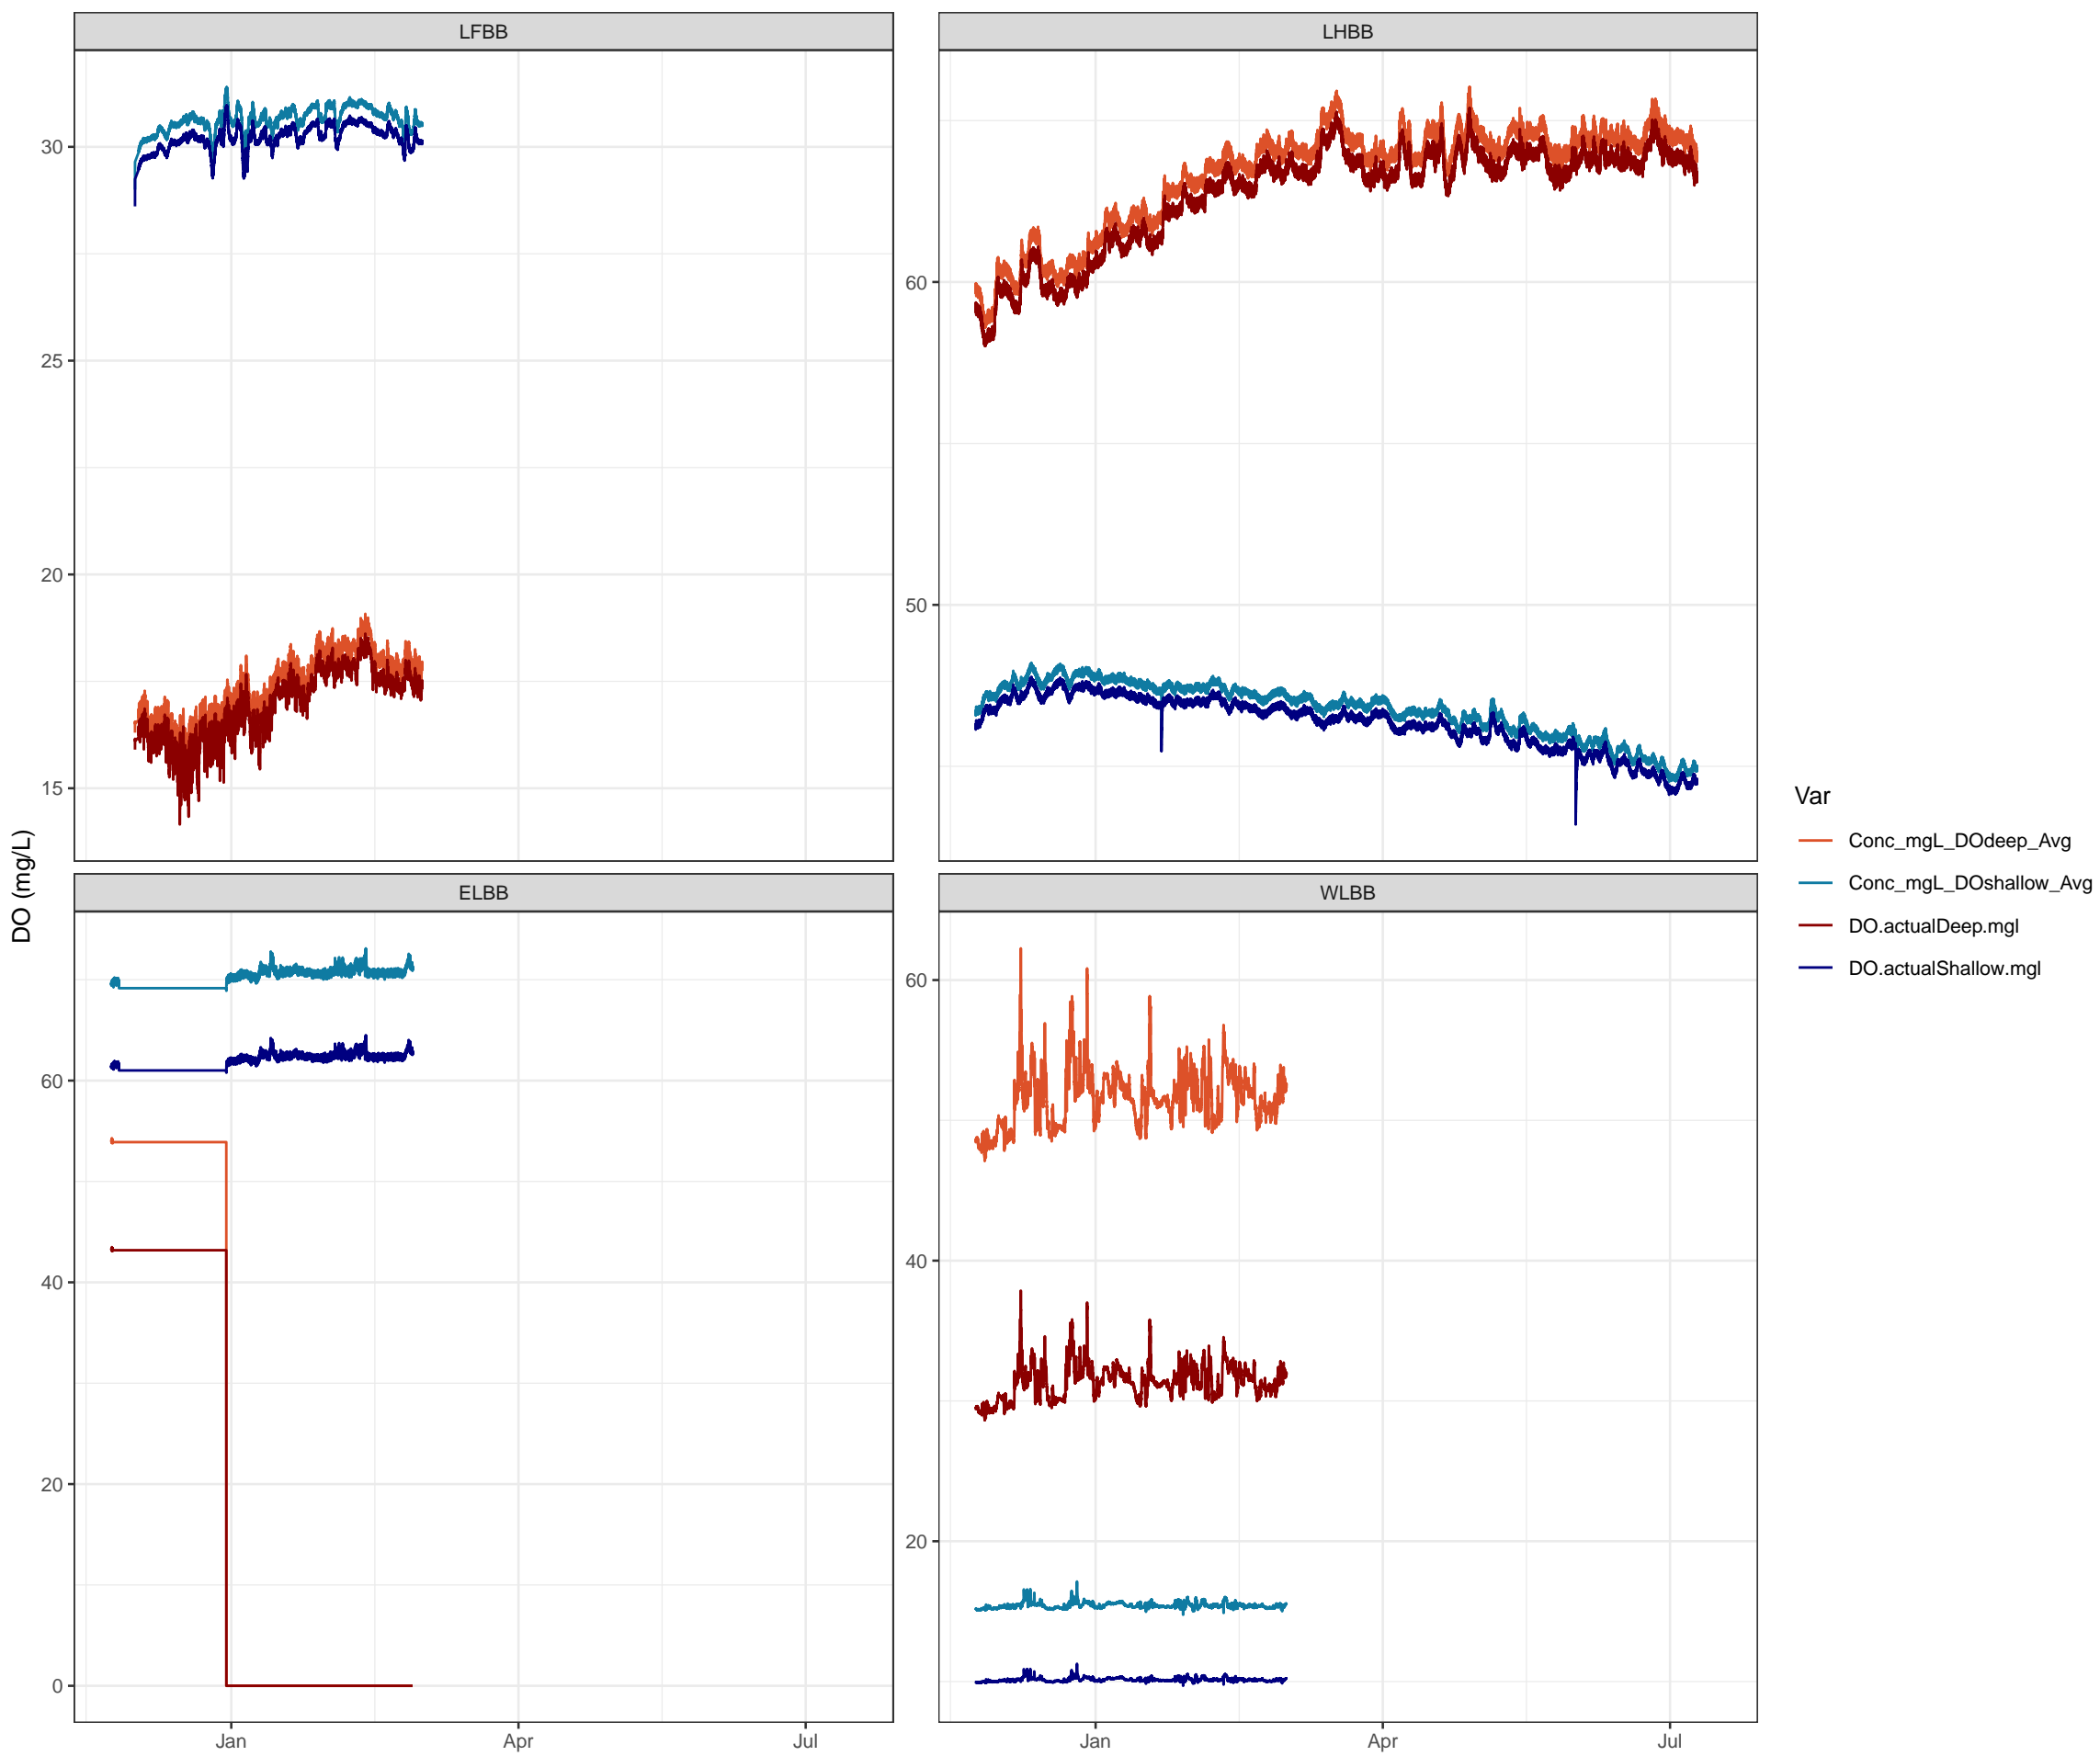 LFBB
LHBB
30
25
20
15
60
50
DO (mg/L)
ELBB
WLBB
60
40
20
0
60
40
20
Jan
Apr
Jul
Jan
Apr
Jul
Var
Conc_mgL_DOdeep_Avg
Conc_mgL_DOshallow_Avg
DO.actualDeep.mgl
DO.actualShallow.mgl